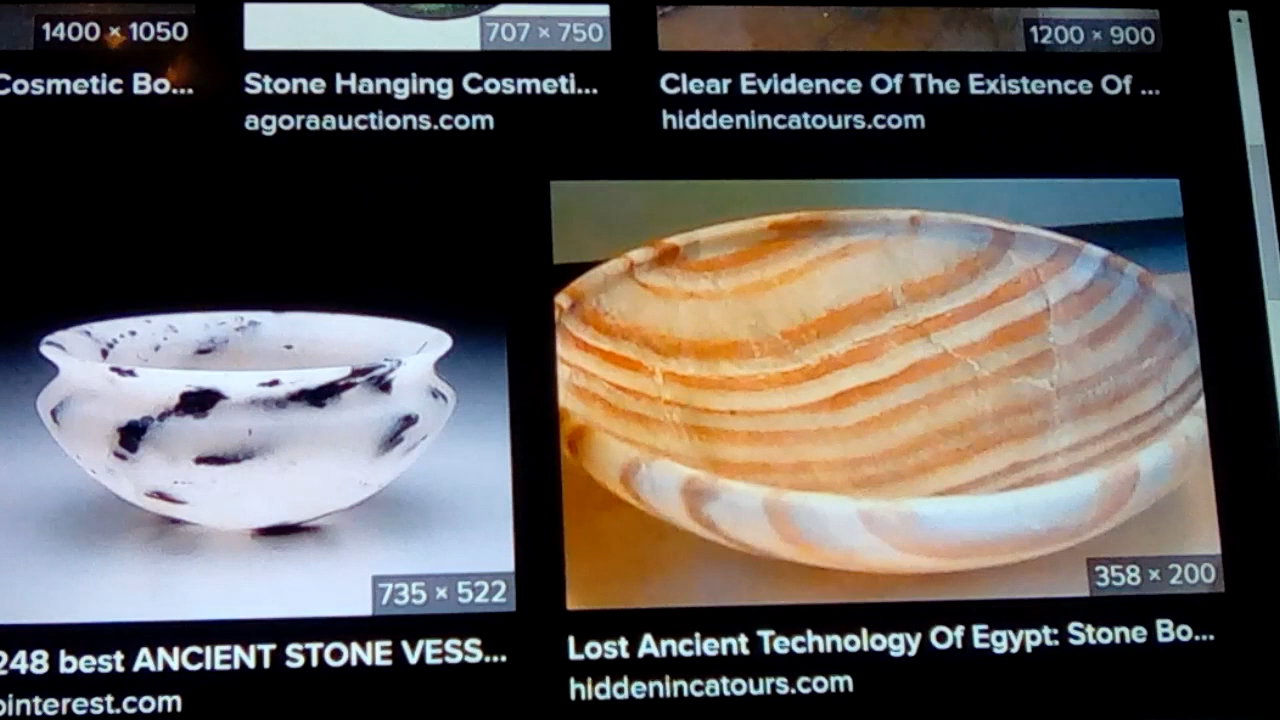 1400 × 1050
707 × 750
1200 × 900
Cosmetic Bo...
Stone Hanging Cosmeti...
Clear Evidence Of The Existence Of ...
agoraauctions.com
hiddenincatours.com
735 × 522
358 × 200
248 best ANCIENT STONE VESS...
Lost Ancient Technology Of Egypt: Stone Bo...
pinterest.com
hiddenincatours.com